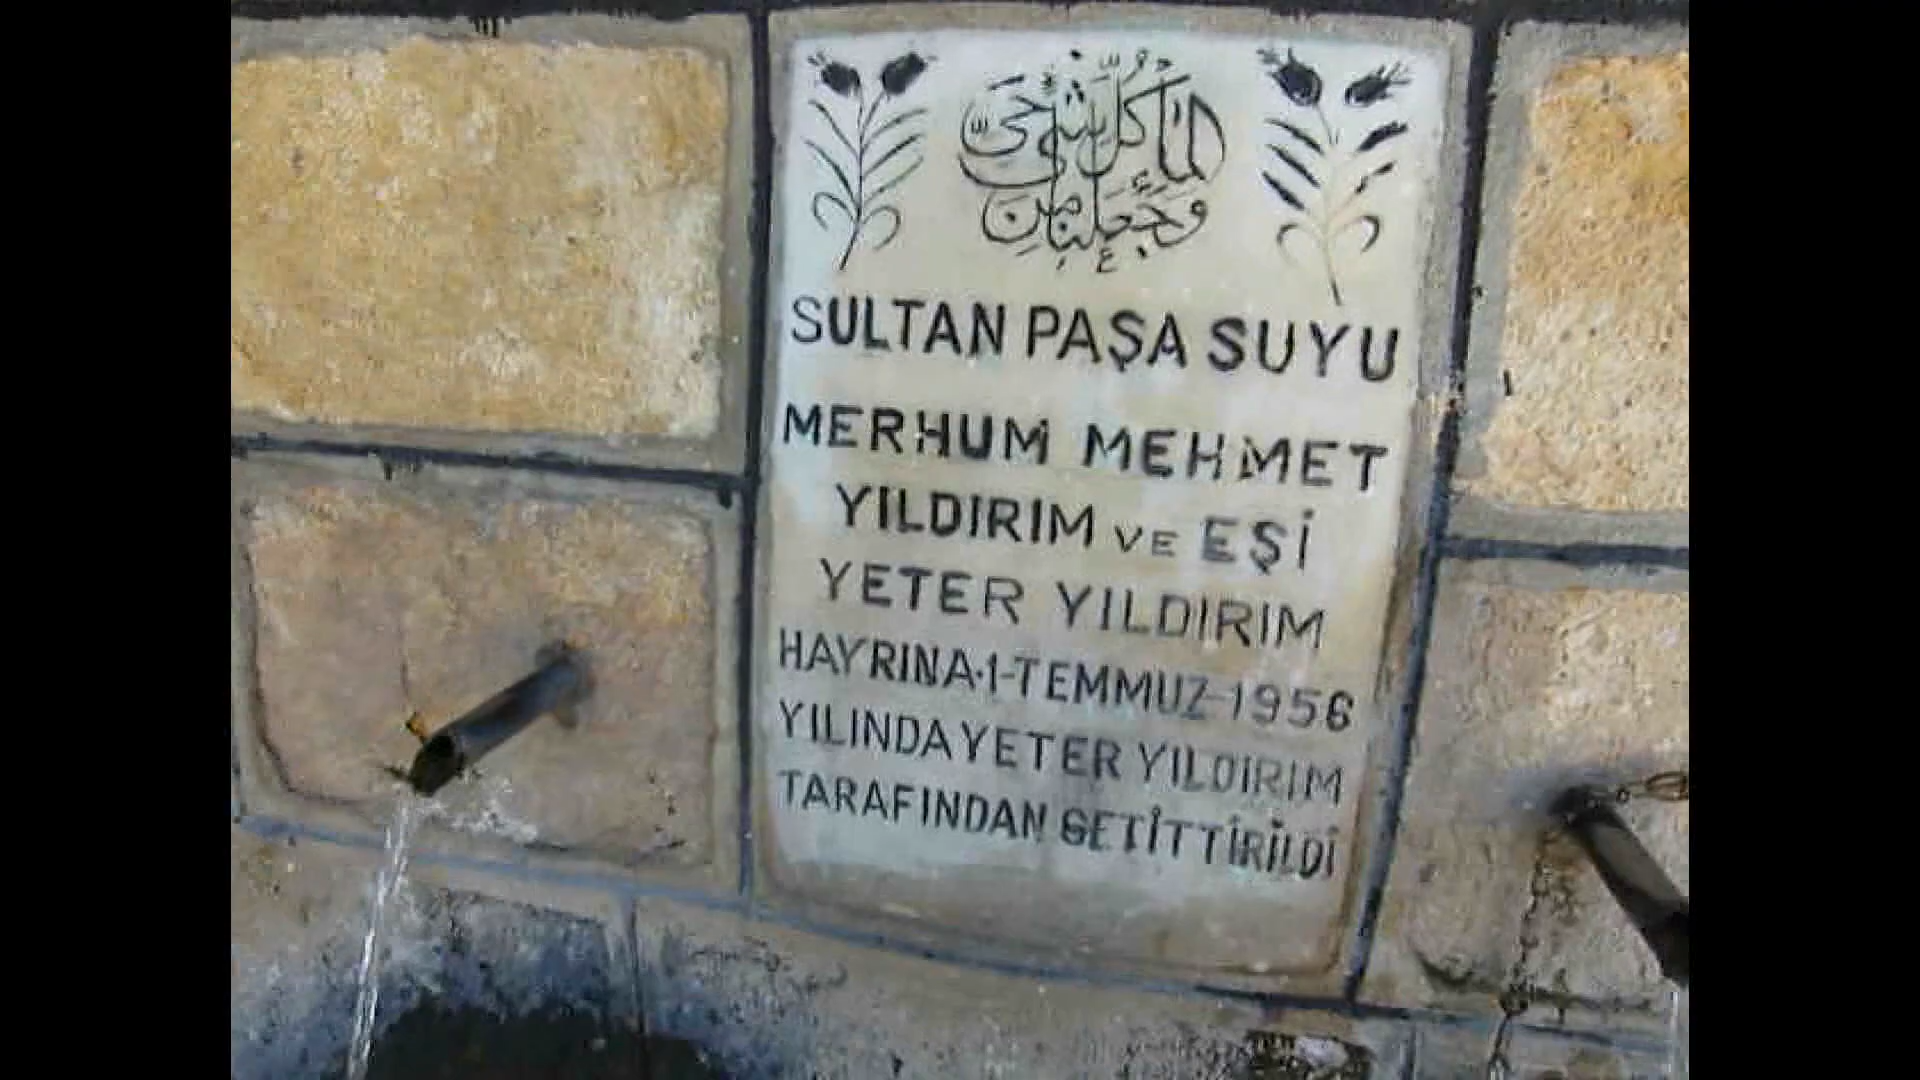 وجعلنا من الماء كل شيء حي
SULTAN PAŞA SUYU
MERHUM MEHMET
YILDIRIM VE EŞİ
YETER YILDIRIM
HAYRINA·1-TEMMUZ-1956
YILINDA YETER YILDIRIM
TARAFINDAN GETİTTİRİLDİ